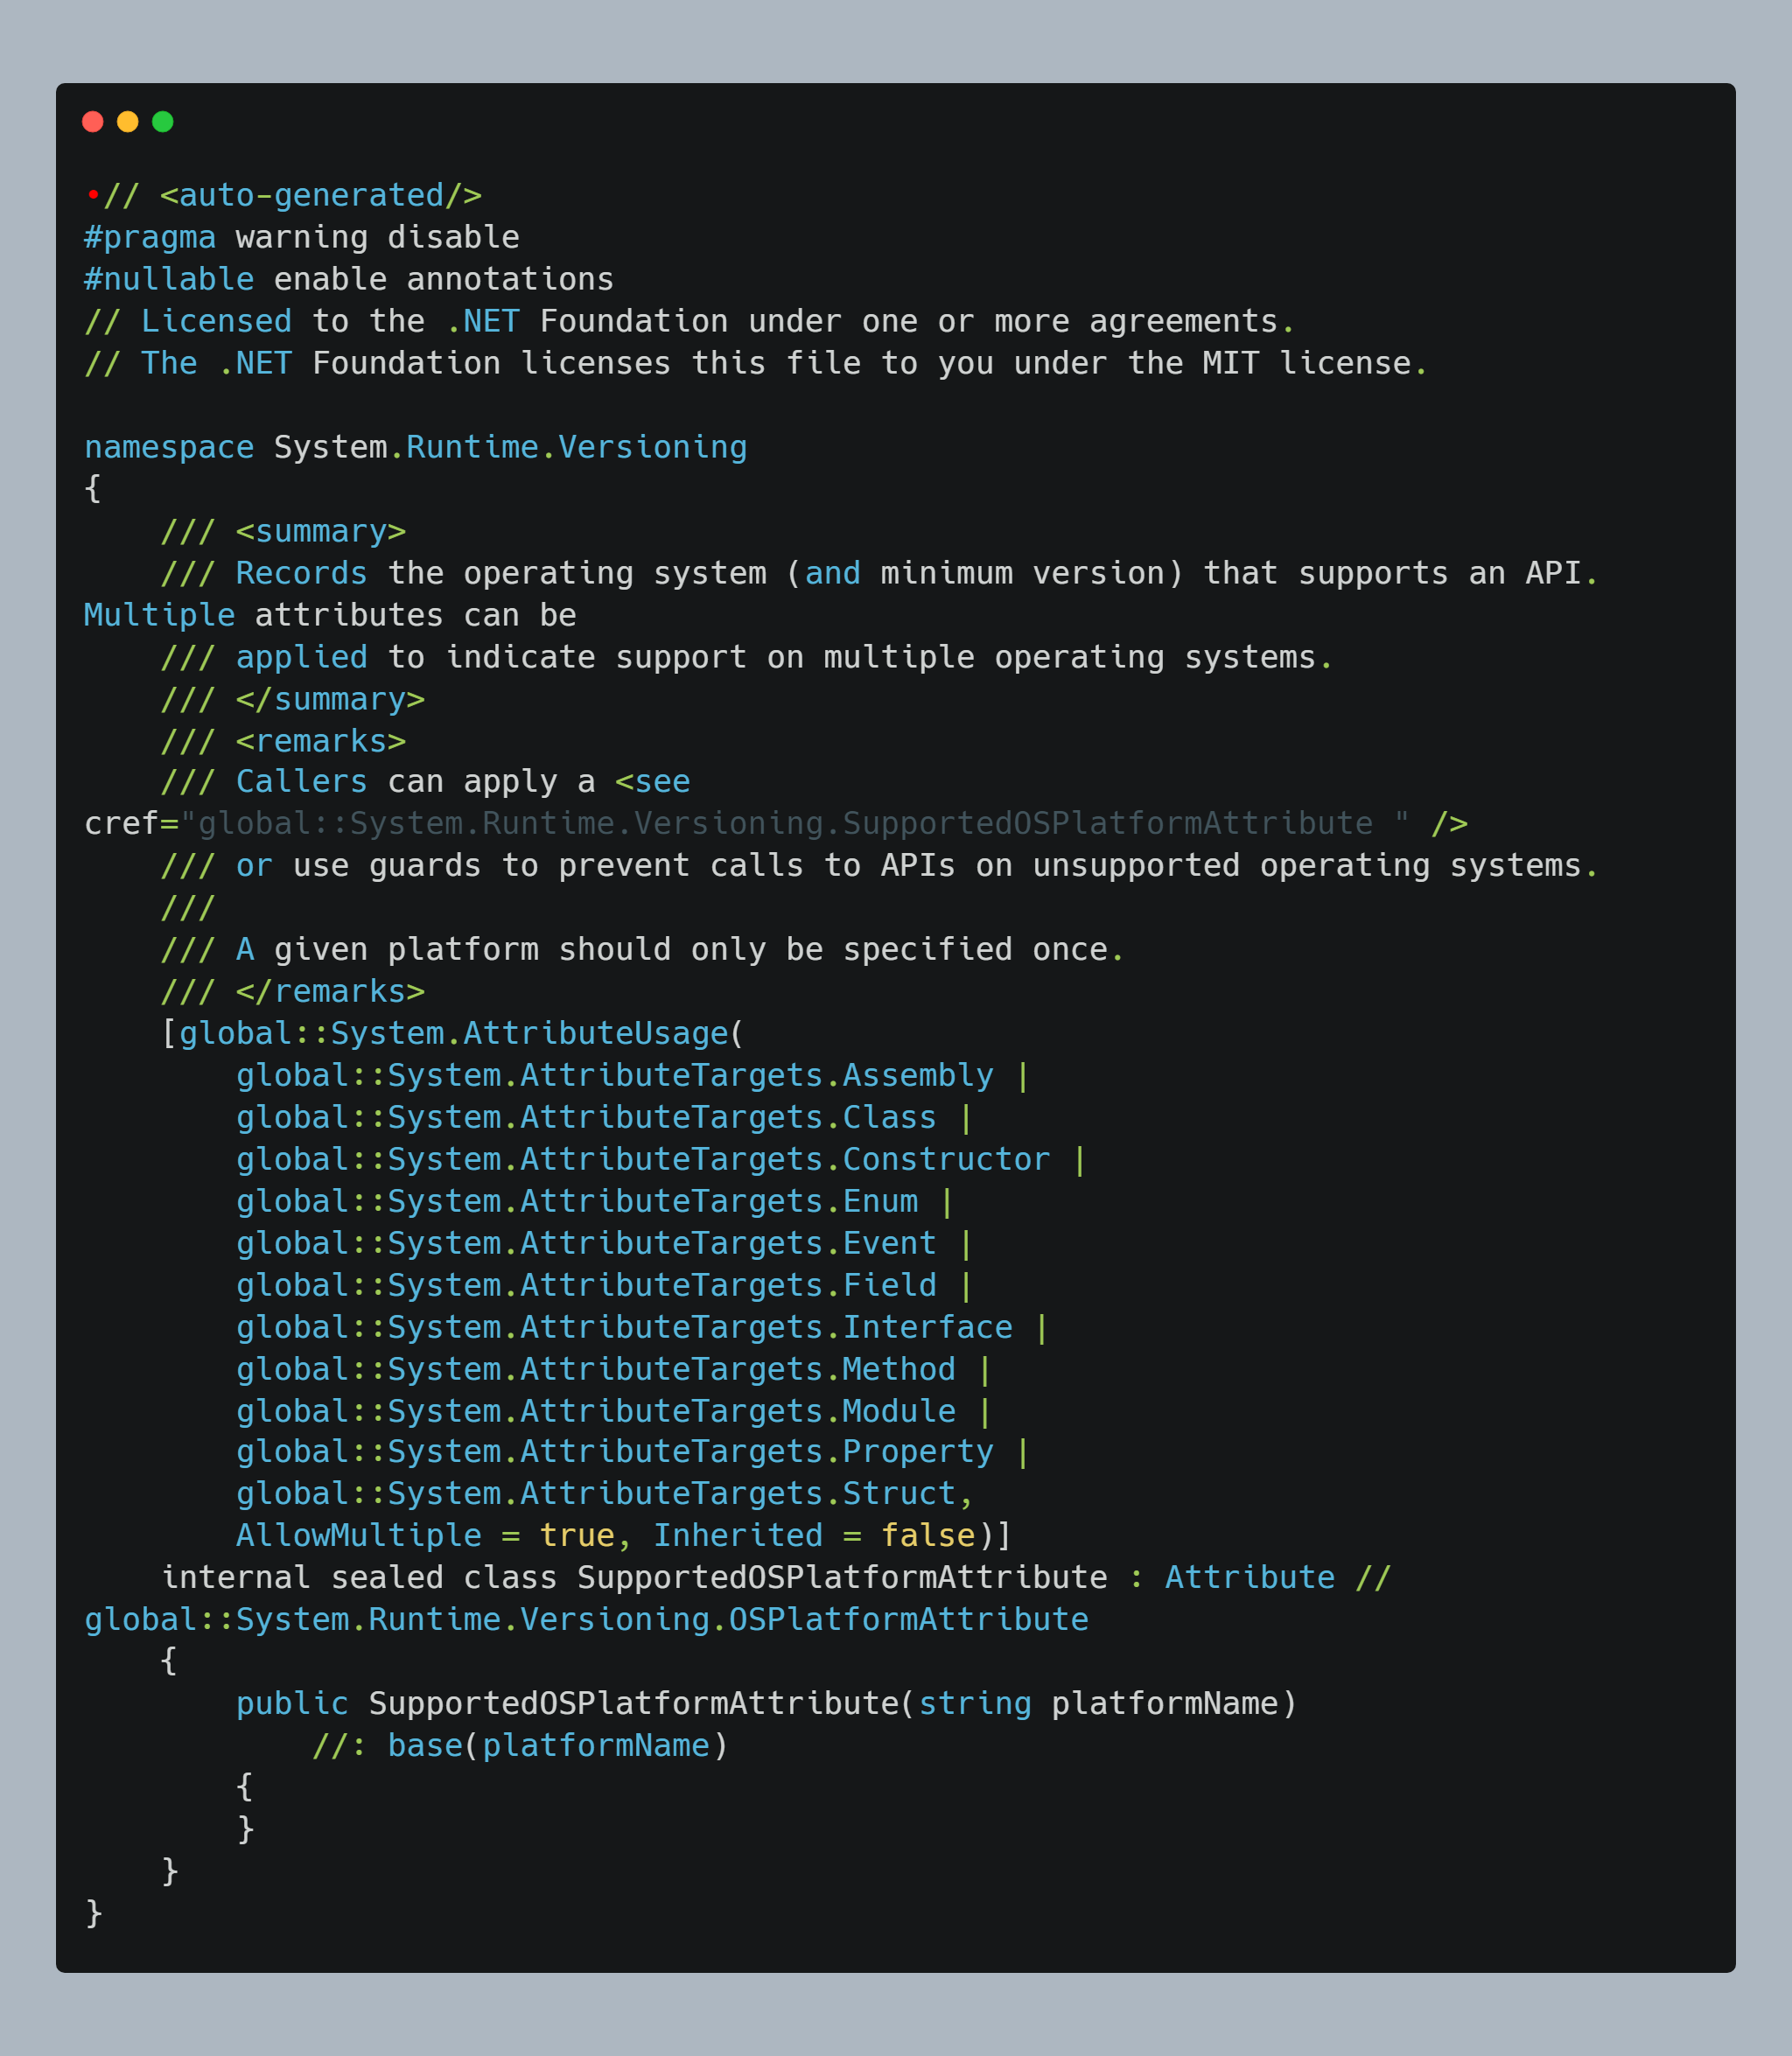 •// <auto-generated/>
#pragma warning disable
#nullable enable annotations
// Licensed to the .NET Foundation under one or more agreements.
// The .NET Foundation licenses this file to you under the MIT license.

namespace System.Runtime.Versioning
{
    /// <summary>
    /// Records the operating system (and minimum version) that supports an API.
Multiple attributes can be
    /// applied to indicate support on multiple operating systems.
    /// </summary>
    /// <remarks>
    /// Callers can apply a <see
cref="global::System.Runtime.Versioning.SupportedOSPlatformAttribute " />
    /// or use guards to prevent calls to APIs on unsupported operating systems.
    ///
    /// A given platform should only be specified once.
    /// </remarks>
    [global::System.AttributeUsage(
        global::System.AttributeTargets.Assembly |
        global::System.AttributeTargets.Class |
        global::System.AttributeTargets.Constructor |
        global::System.AttributeTargets.Enum |
        global::System.AttributeTargets.Event |
        global::System.AttributeTargets.Field |
        global::System.AttributeTargets.Interface |
        global::System.AttributeTargets.Method |
        global::System.AttributeTargets.Module |
        global::System.AttributeTargets.Property |
        global::System.AttributeTargets.Struct,
        AllowMultiple = true, Inherited = false)]
    internal sealed class SupportedOSPlatformAttribute : Attribute //
global::System.Runtime.Versioning.OSPlatformAttribute
    {
        public SupportedOSPlatformAttribute(string platformName)
            //: base(platformName)
        {
        }
    }
}